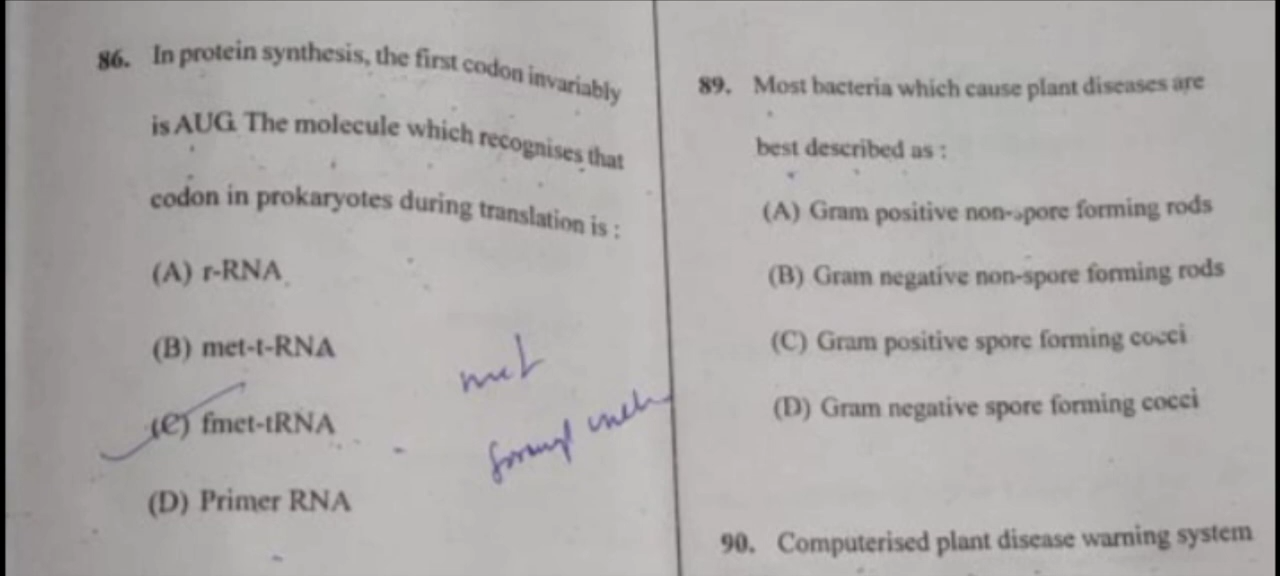 86. In protein synthesis, the first codon invariably
is AUG. The molecule which recognises that
codon in prokaryotes during translation is :
(A) r-RNA
(B) met-t-RNA
(C) fmet-tRNA
(D) Primer RNA
met
formyl meth
89. Most bacteria which cause plant diseases are
best described as :
(A) Gram positive non-spore forming rods
(B) Gram negative non-spore forming rods
(C) Gram positive spore forming cocci
(D) Gram negative spore forming cocci
90. Computerised plant disease warning system